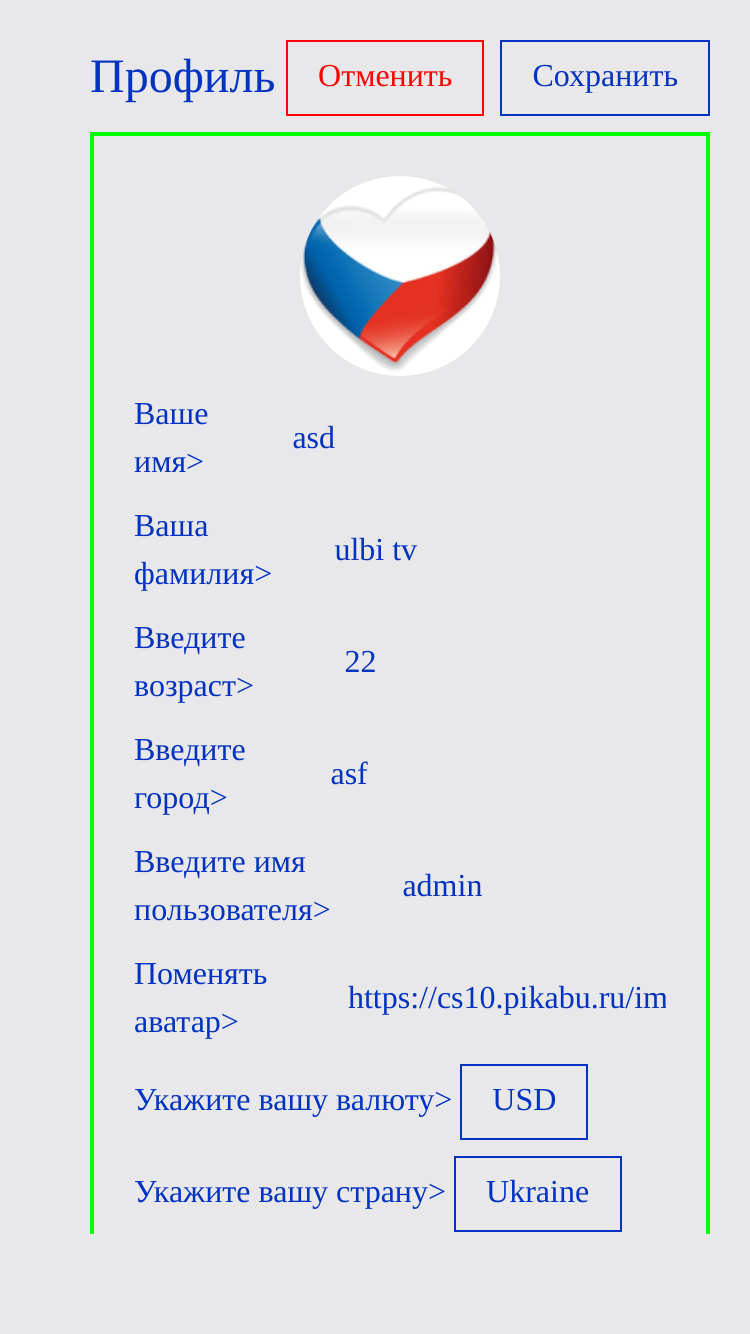 Профиль Отменить Сохранить
Ваше
имя>
asd
Ваша
фамилия>
ulbi tv
Введите
возраст>
22
Введите
город>
asf
Введите имя
пользователя>
admin
Поменять
аватар>
https://cs10.pikabu.ru/im
Укажите вашу валюту> USD
Укажите вашу страну> Ukraine